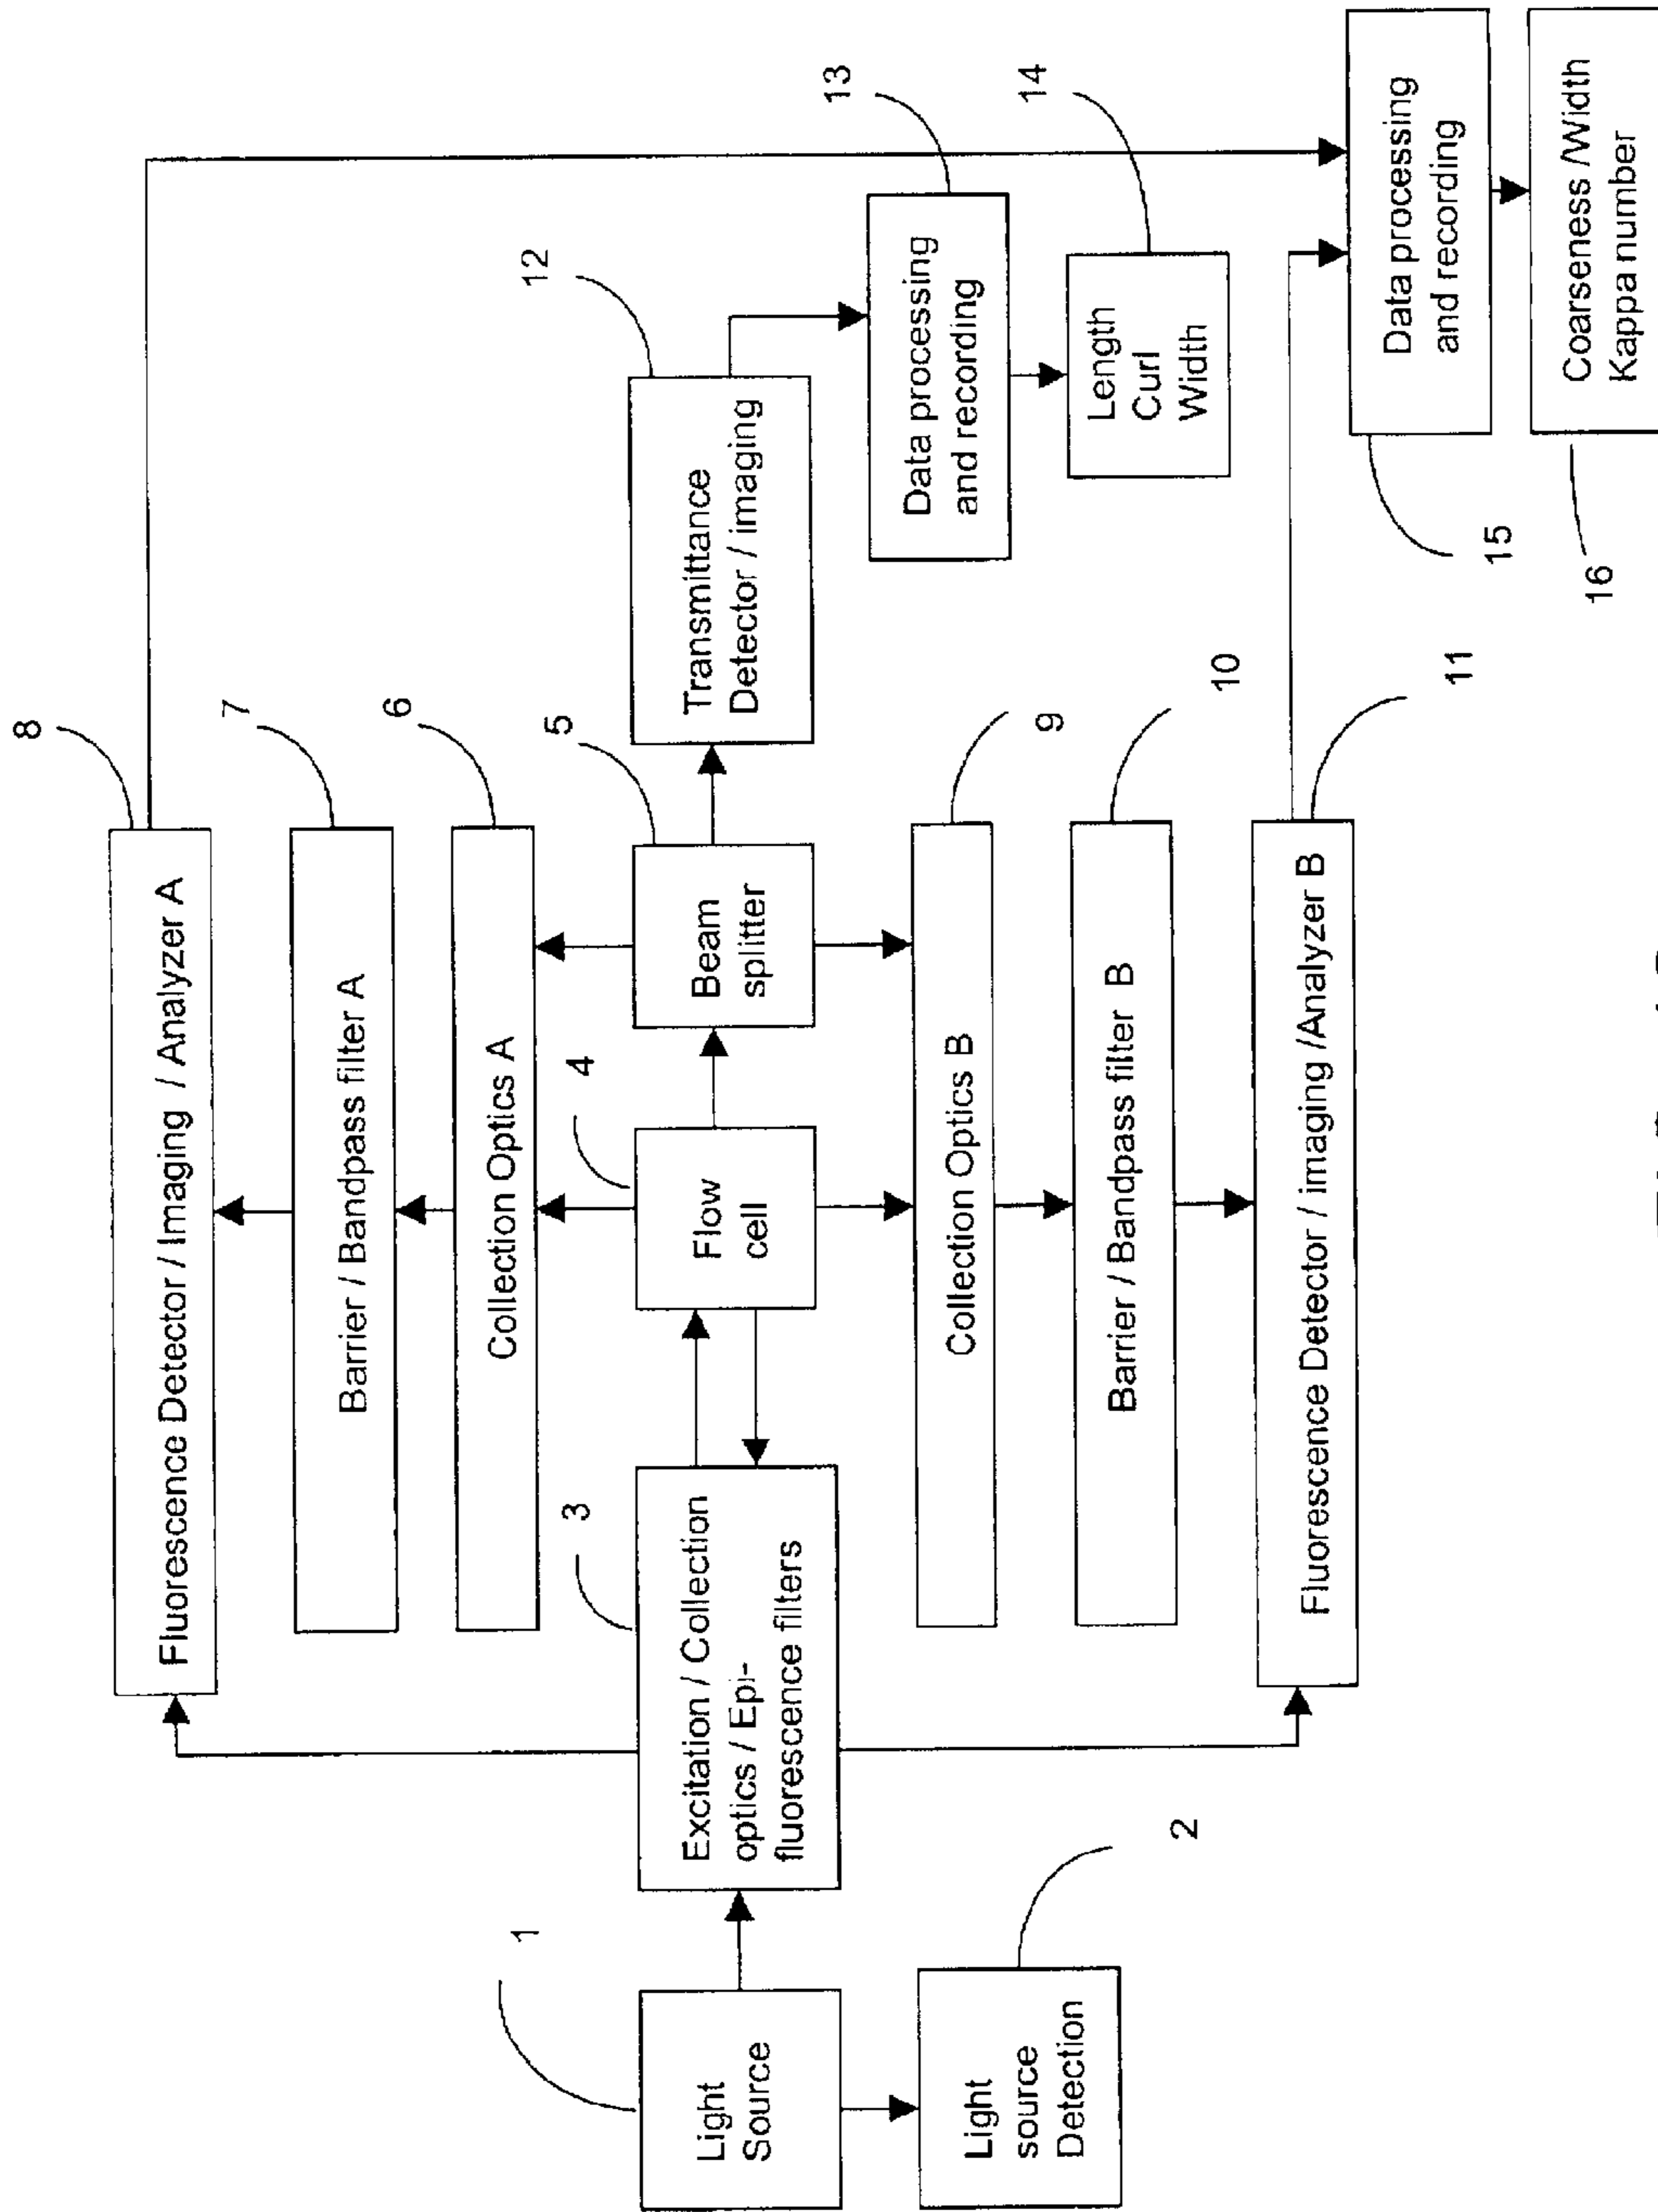 8
Fluorescence Detector / Imaging / Analyzer A
7
Barrier / Bandpass filter A
6
Collection Optics A
1
Light
Source
2
Light
source
Detection
3
Excitation / Collection
optics / Epi-
fluorescence filters
4
Flow
cell
5
Beam
splitter
12
Transmittance
Detector / imaging
13
Data processing
and recording
14
Length
Curl
Width
9
Collection Optics B
10
Barrier / Bandpass filter B
11
Fluorescence Detector / imaging /Analyzer B
15
Data processing
and recording
16
Coarseness /Width
Kappa number